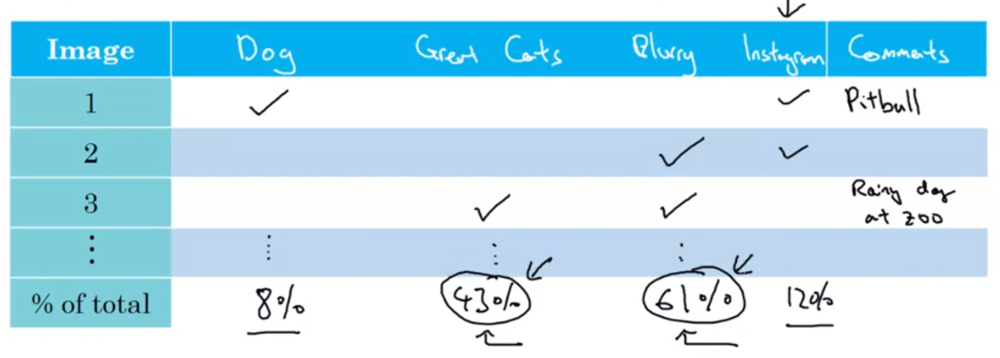 Image Dog Great Cats Blurry Instagram Comments
1 ✓ ✓ Pitbull
2 ✓ ✓
3 ✓ ✓ Rainy day
at zoo
⋮ ⋮ ⋮ ⋮
% of total 8% 43% 61% 12%